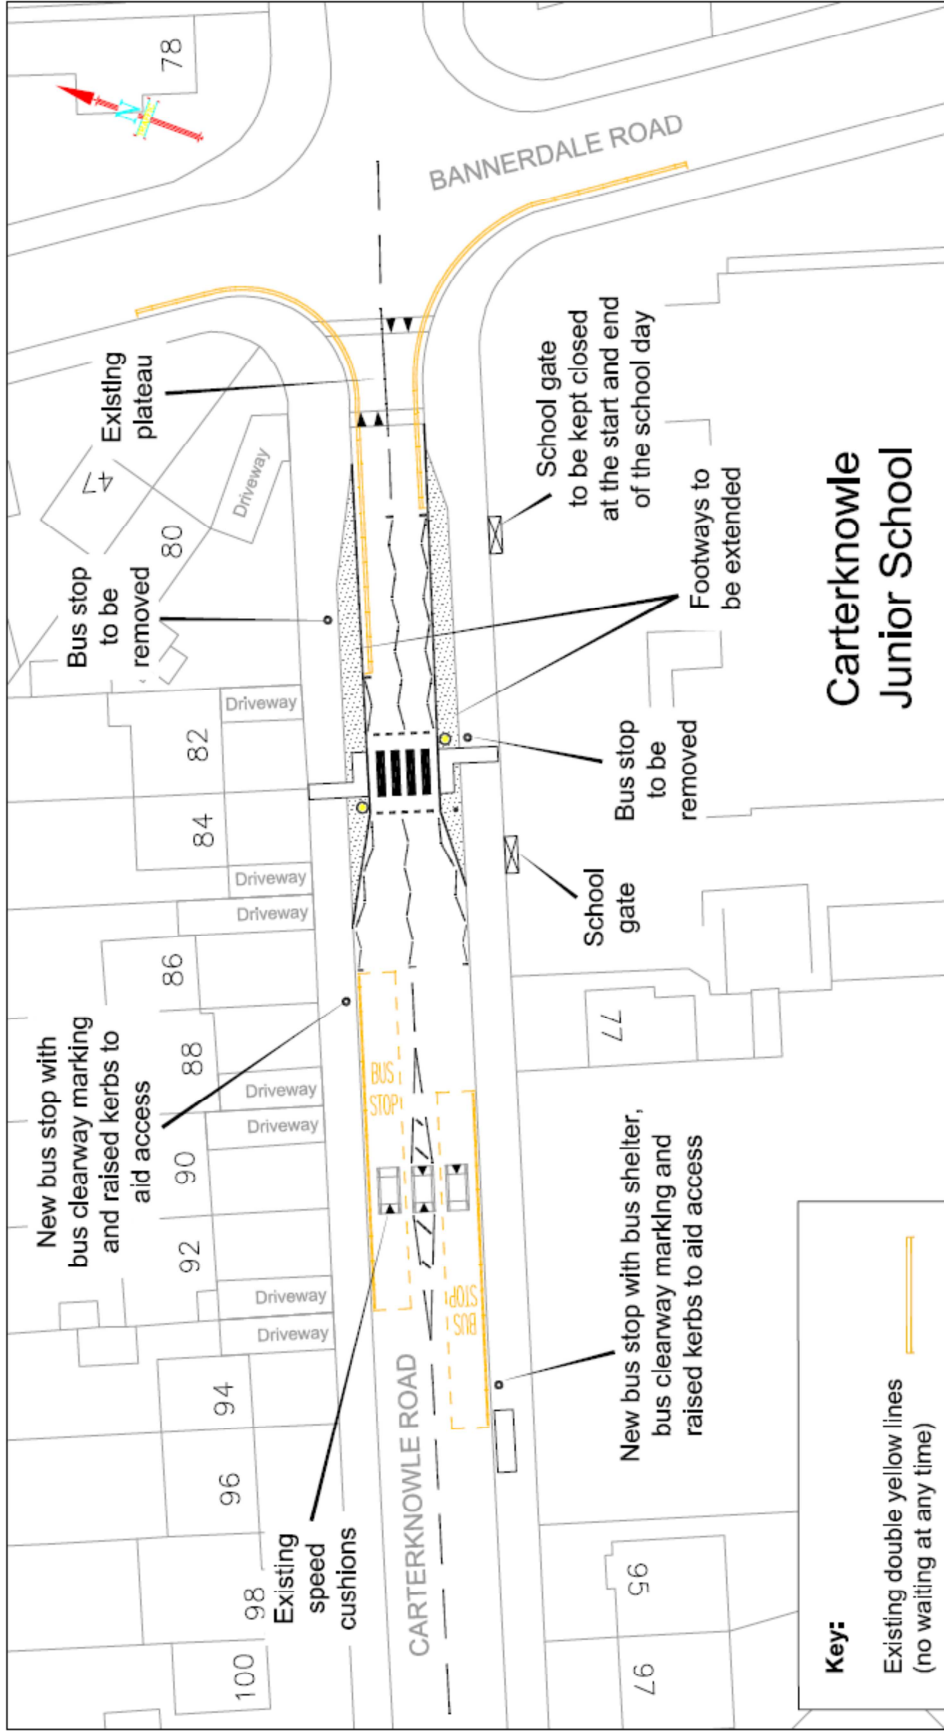 78
N
BANNERDALE ROAD
Existing
plateau
47
Driveway
80
Bus stop
to be
removed
School gate
to be kept closed
at the start and end
of the school day
Footways to
be extended
Carterknowle
Junior School
Driveway
82
84
Driveway
Driveway
Bus stop
to be
removed
School
gate
86
88
New bus stop with
bus clearway marking
and raised kerbs to
aid access
Driveway
Driveway
90
92
Driveway
Driveway
BUS
STOP
BUS
STOP
77
New bus stop with bus shelter,
bus clearway marking and
raised kerbs to aid access
94
96
98
100
Existing
speed
cushions
CARTERKNOWLE ROAD
95
97
Key:
Existing double yellow lines
(no waiting at any time)